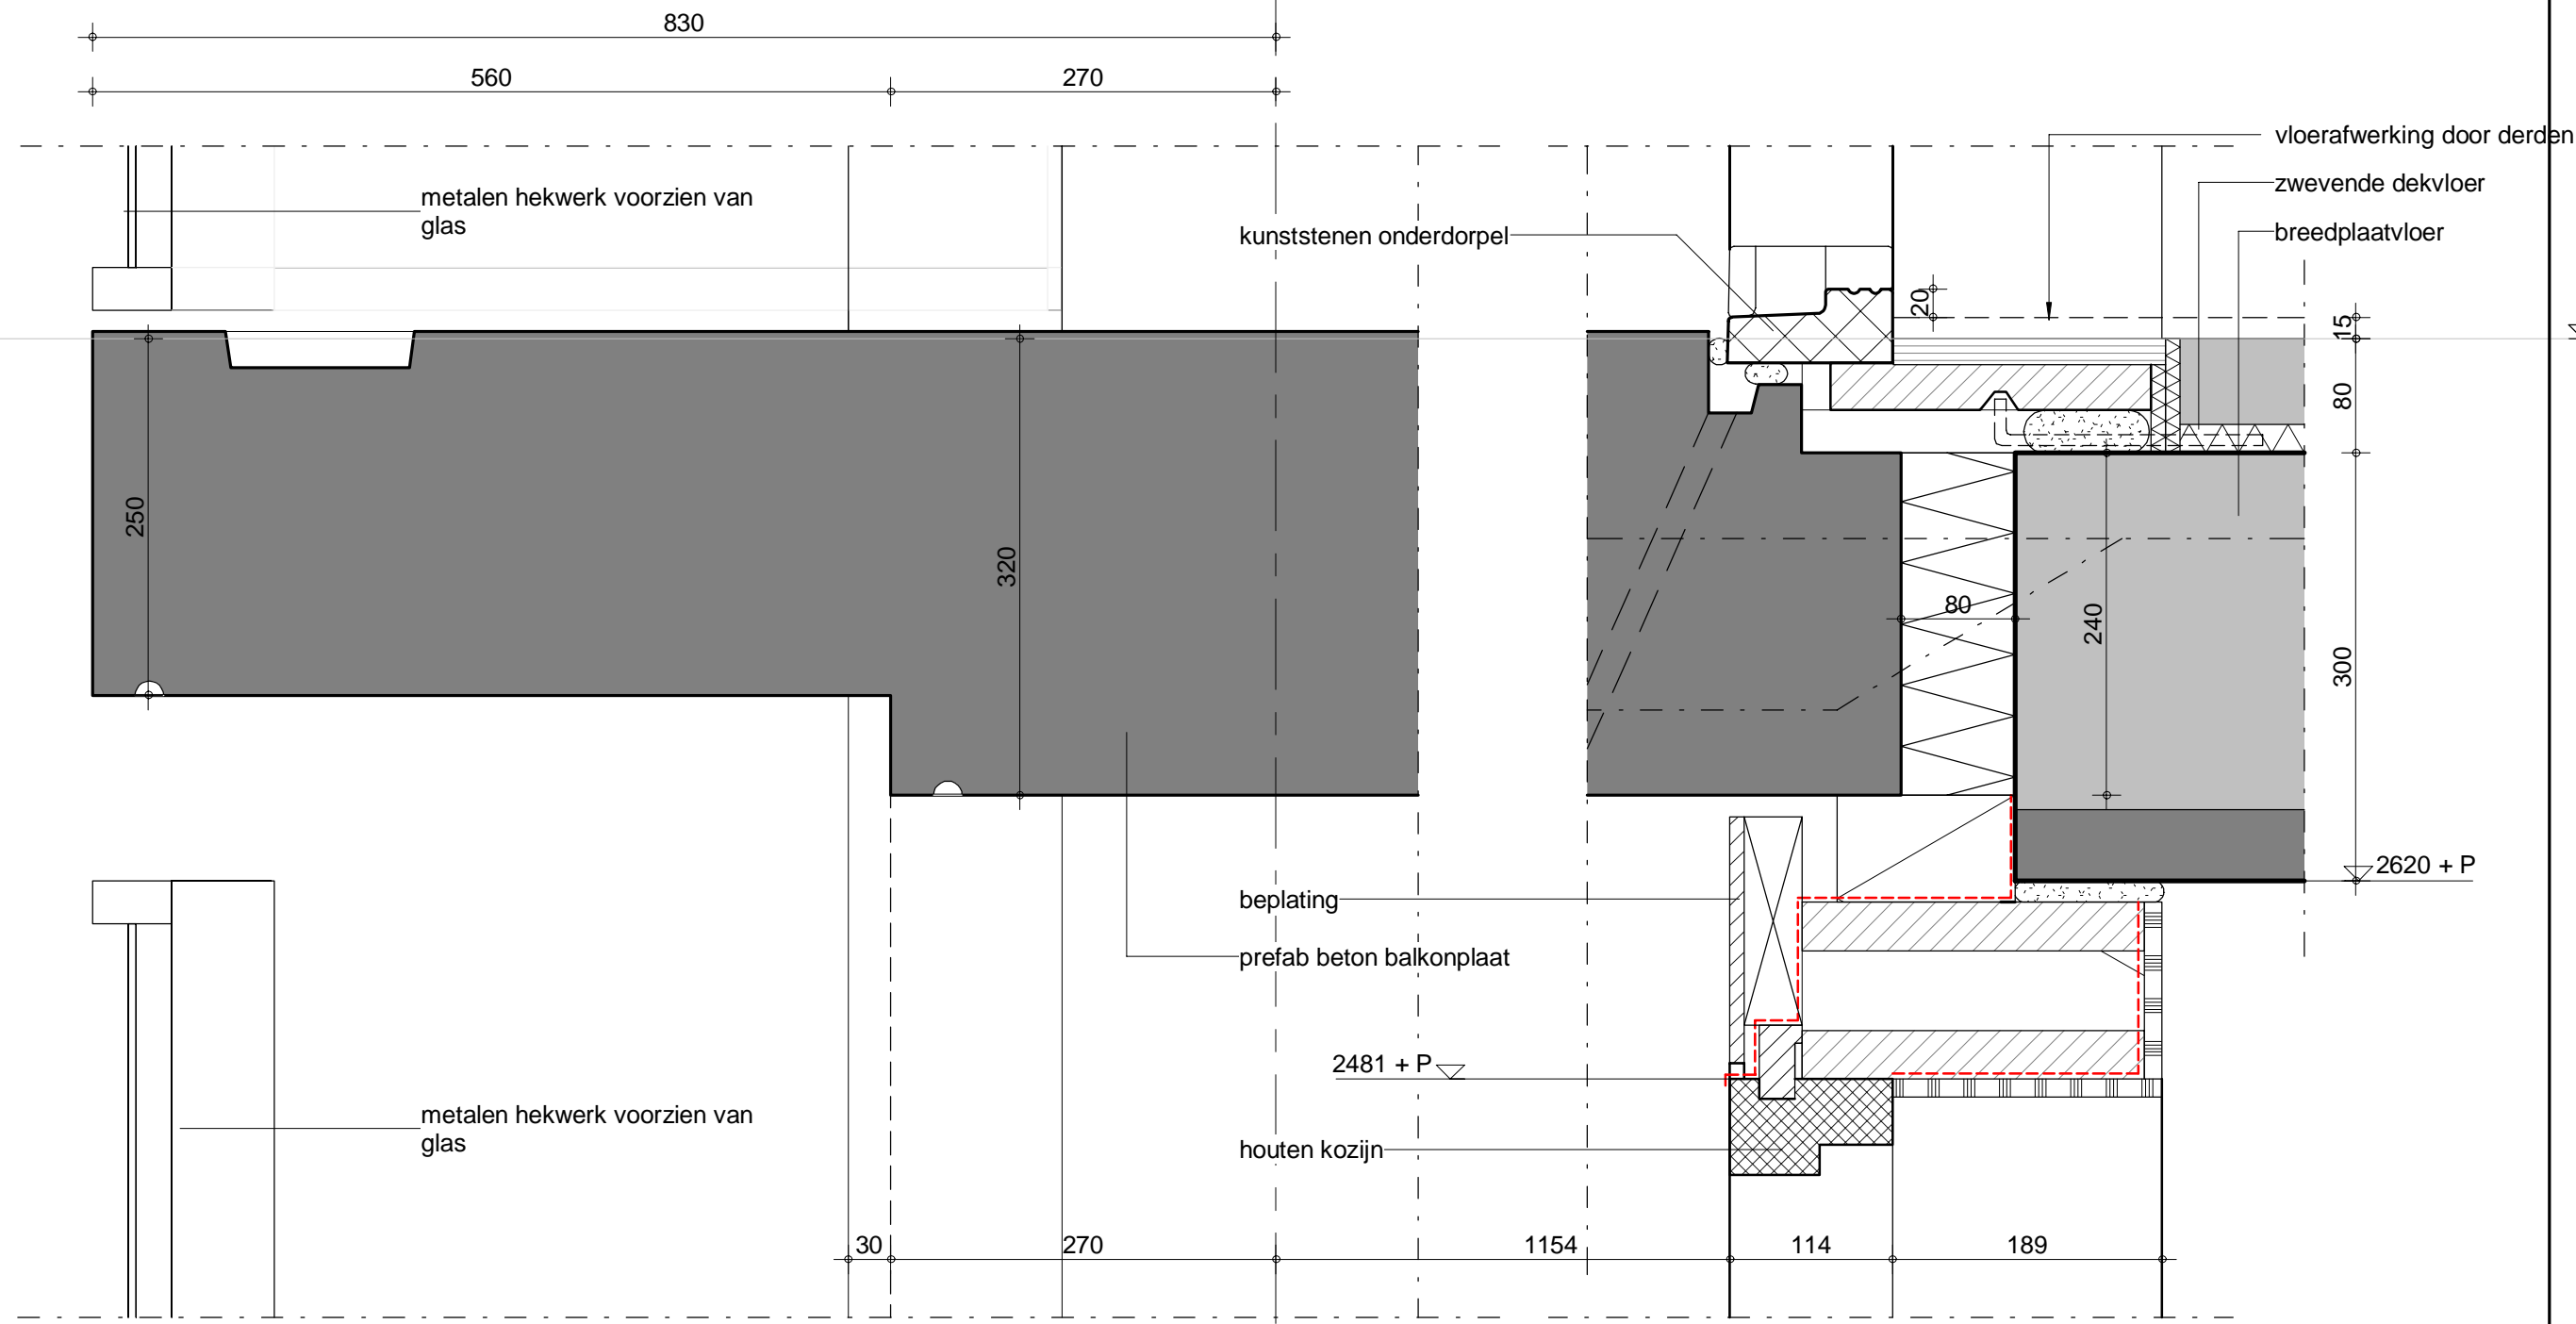 830
560
270
vloerafwerking door derden
zwevende dekvloer
breedplaatvloer
metalen hekwerk voorzien van
glas
kunststenen onderdorpel
20
15
80
250
320
80
240
300
2620 + P
beplating
prefab beton balkonplaat
2481 + P
metalen hekwerk voorzien van
glas
houten kozijn
30
270
1154
114
189